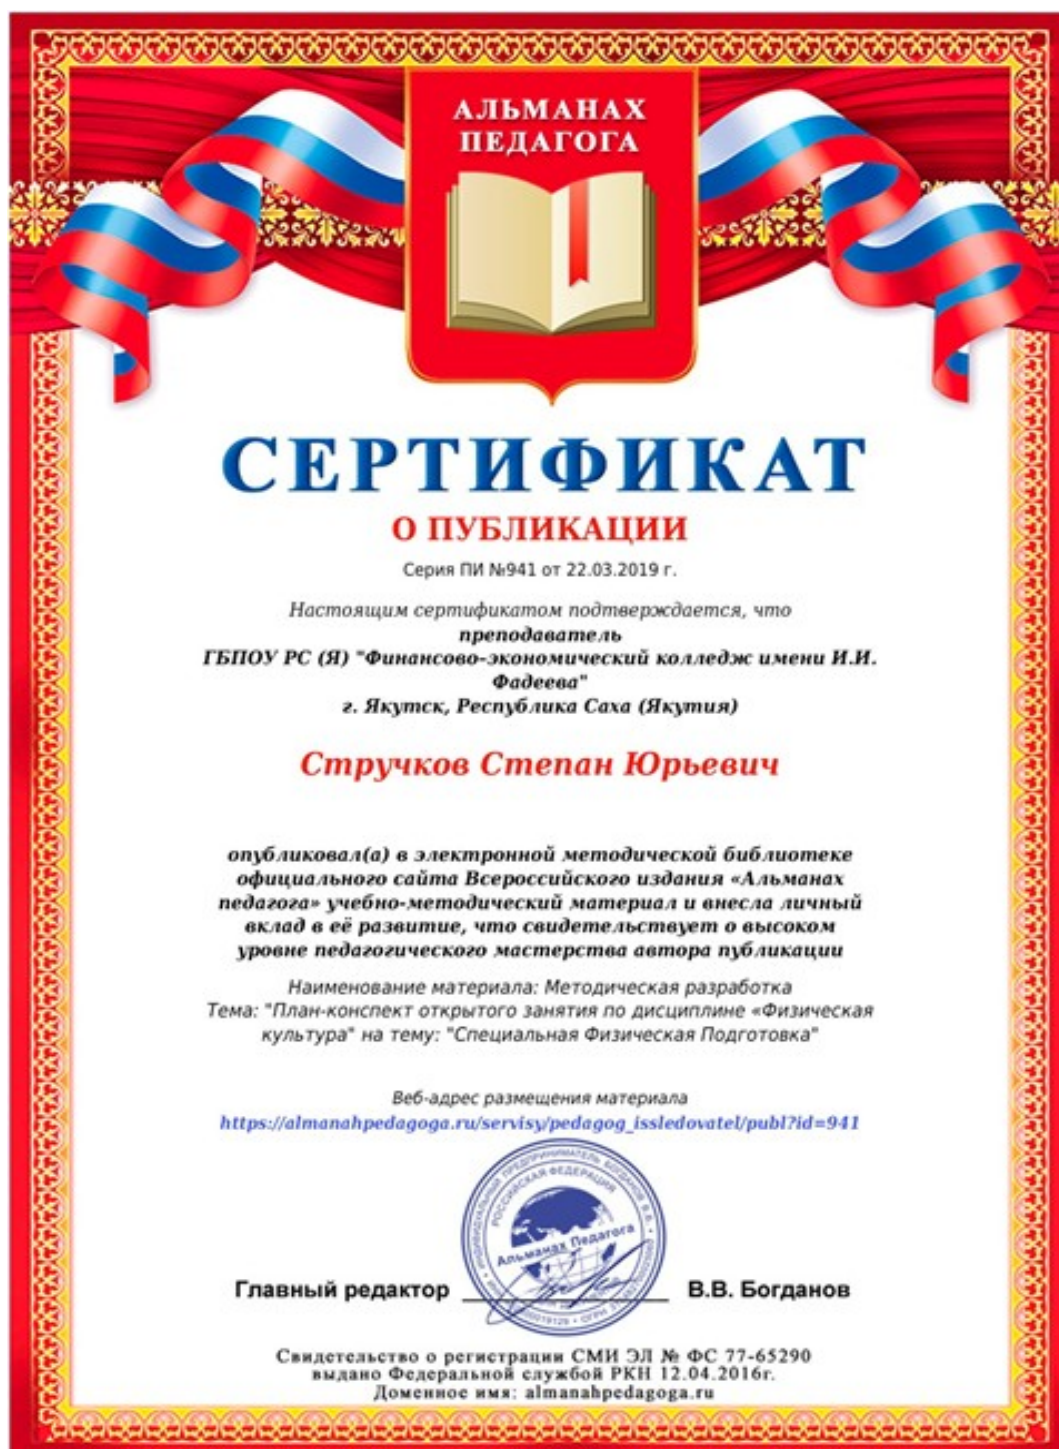 АЛЬМАНАХ
ПЕДАГОГА
СЕРТИФИКАТ
О ПУБЛИКАЦИИ
Серия ПИ №941 от 22.03.2019 г.
Настоящим сертификатом подтверждается, что
преподаватель
ГБПОУ РС (Я) "Финансово-экономический колледж имени И.И.
Фадеева"
г. Якутск, Республика Саха (Якутия)
Стручков Степан Юрьевич
опубликовал(а) в электронной методической библиотеке
официального сайта Всероссийского издания «Альманах
педагога» учебно-методический материал и внесла личный
вклад в её развитие, что свидетельствует о высоком
уровне педагогического мастерства автора публикации
Наименование материала: Методическая разработка
Тема: "План-конспект открытого занятия по дисциплине «Физическая
культура" на тему: "Специальная Физическая Подготовка"
Веб-адрес размещения материала
https://almanahpedagoga.ru/servisy/pedagog_issledovatel/publ?id=941
ИНДИВИДУАЛЬНЫЙ ПРЕДПРИНИМАТЕЛЬ БОГДАНОВ В.В.
РОССИЙСКАЯ ФЕДЕРАЦИЯ
Альманах Педагога
Главный редактор
В.В. Богданов
Свидетельство о регистрации СМИ ЭЛ № ФС 77-65290
выдано Федеральной службой РКН 12.04.2016г.
Доменное имя: almanahpedagoga.ru